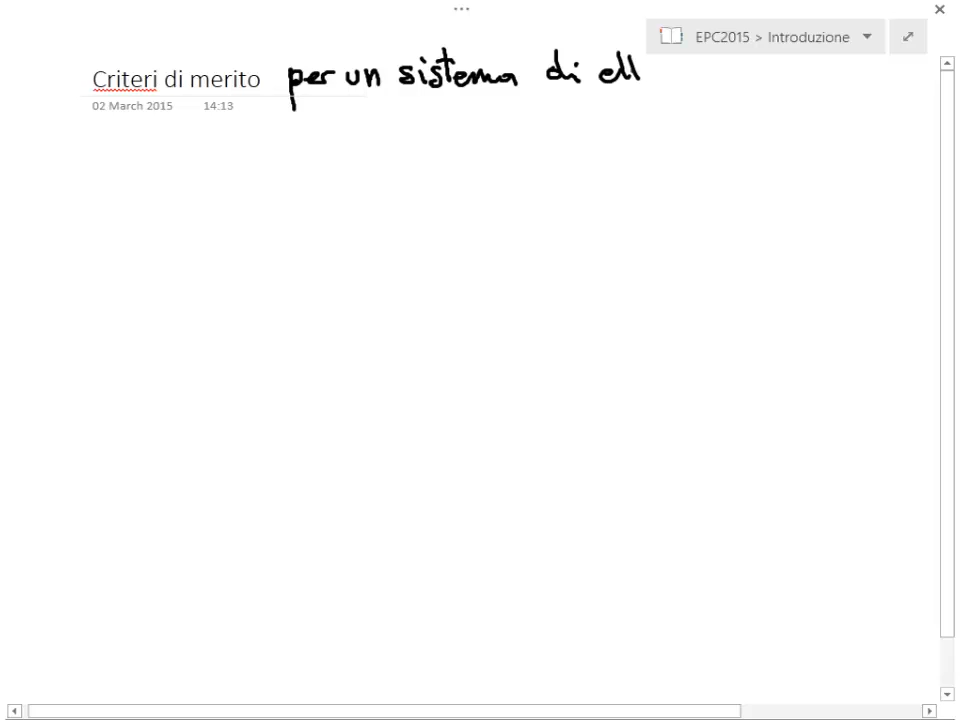 EPC2015 > Introduzione
Criteri di merito per un sistema di ell
02 March 2015 14:13